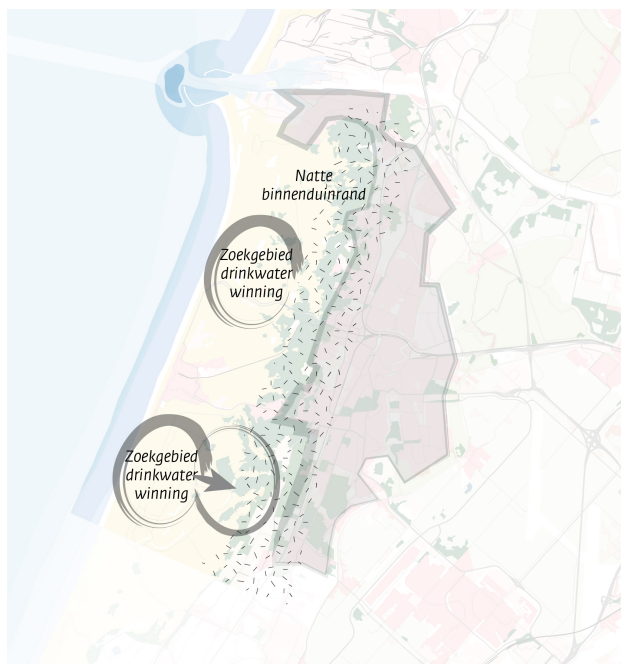 Natte
binnenduinrand
Zoekgebied
drinkwater
winning
Zoekgebied
drinkwater
winning